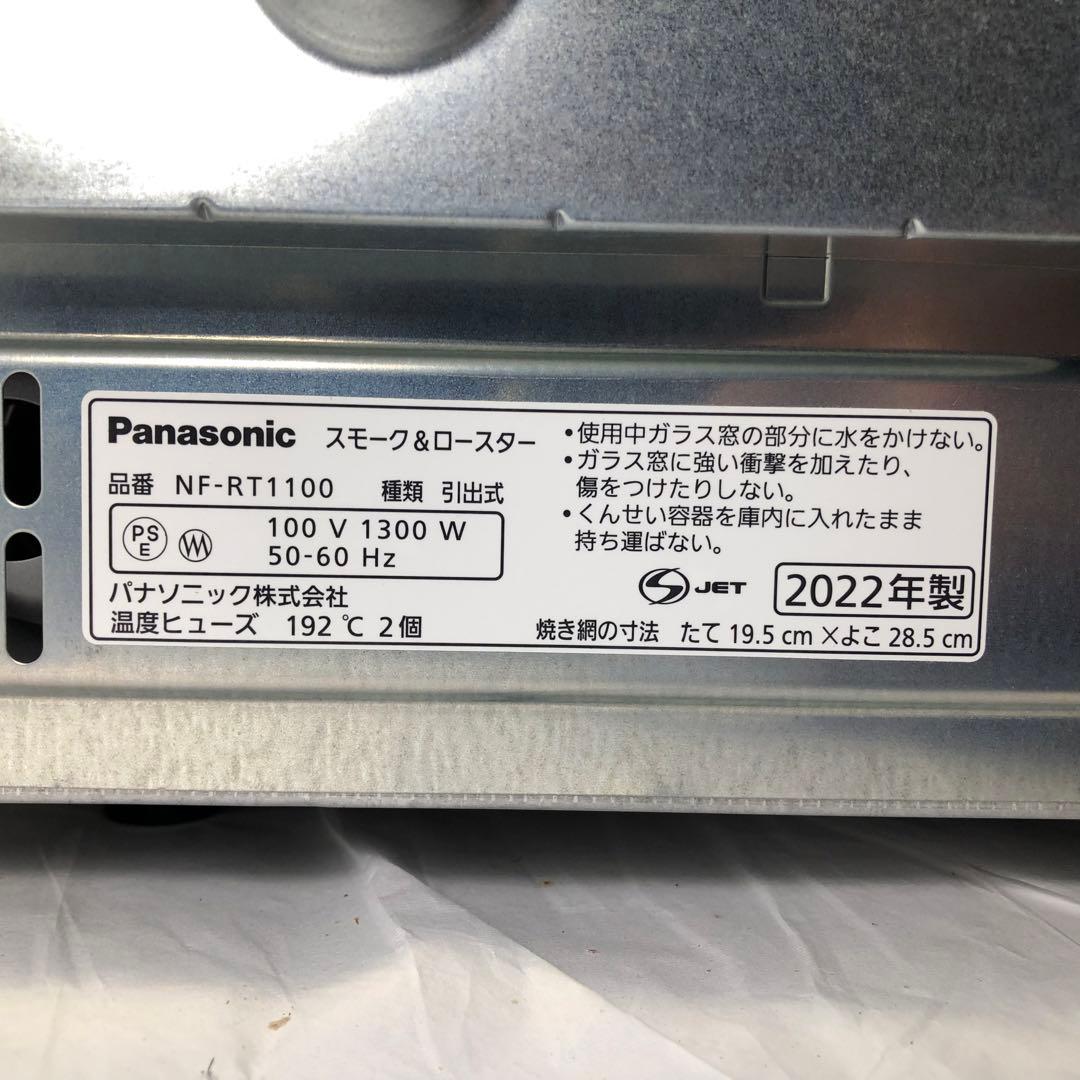 Panasonic スモーク&ロースター
品番 NF-RT1100 種類 引出式
PS
E
100 V 1300 W
50-60 Hz
パナソニック株式会社
温度ヒューズ 192 ℃ 2個
•使用中ガラス窓の部分に水をかけない。
•ガラス窓に強い衝撃を加えたり、
傷をつけたりしない。
•くんせい容器を庫内に入れたまま
持ち運ばない。
S JET 2022年製
焼き網の寸法 たて 19.5 cm ×よこ 28.5 cm